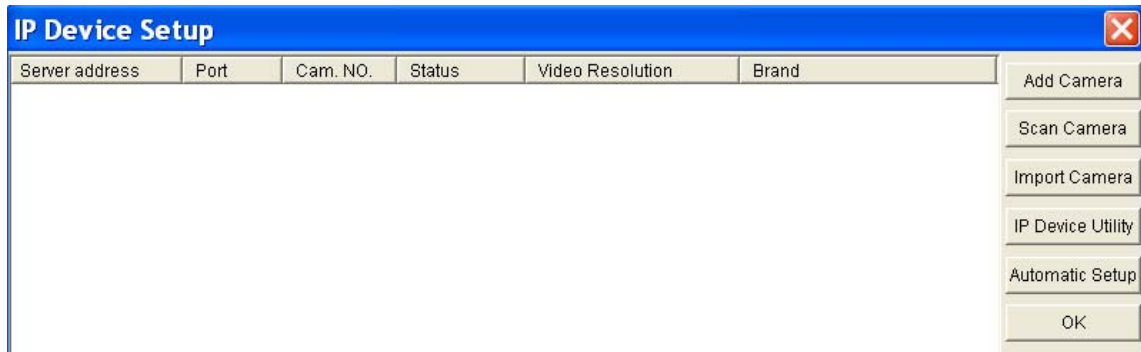 IP Device Setup
Server address Port Cam. NO. Status Video Resolution Brand
Add Camera
Scan Camera
Import Camera
IP Device Utility
Automatic Setup
OK